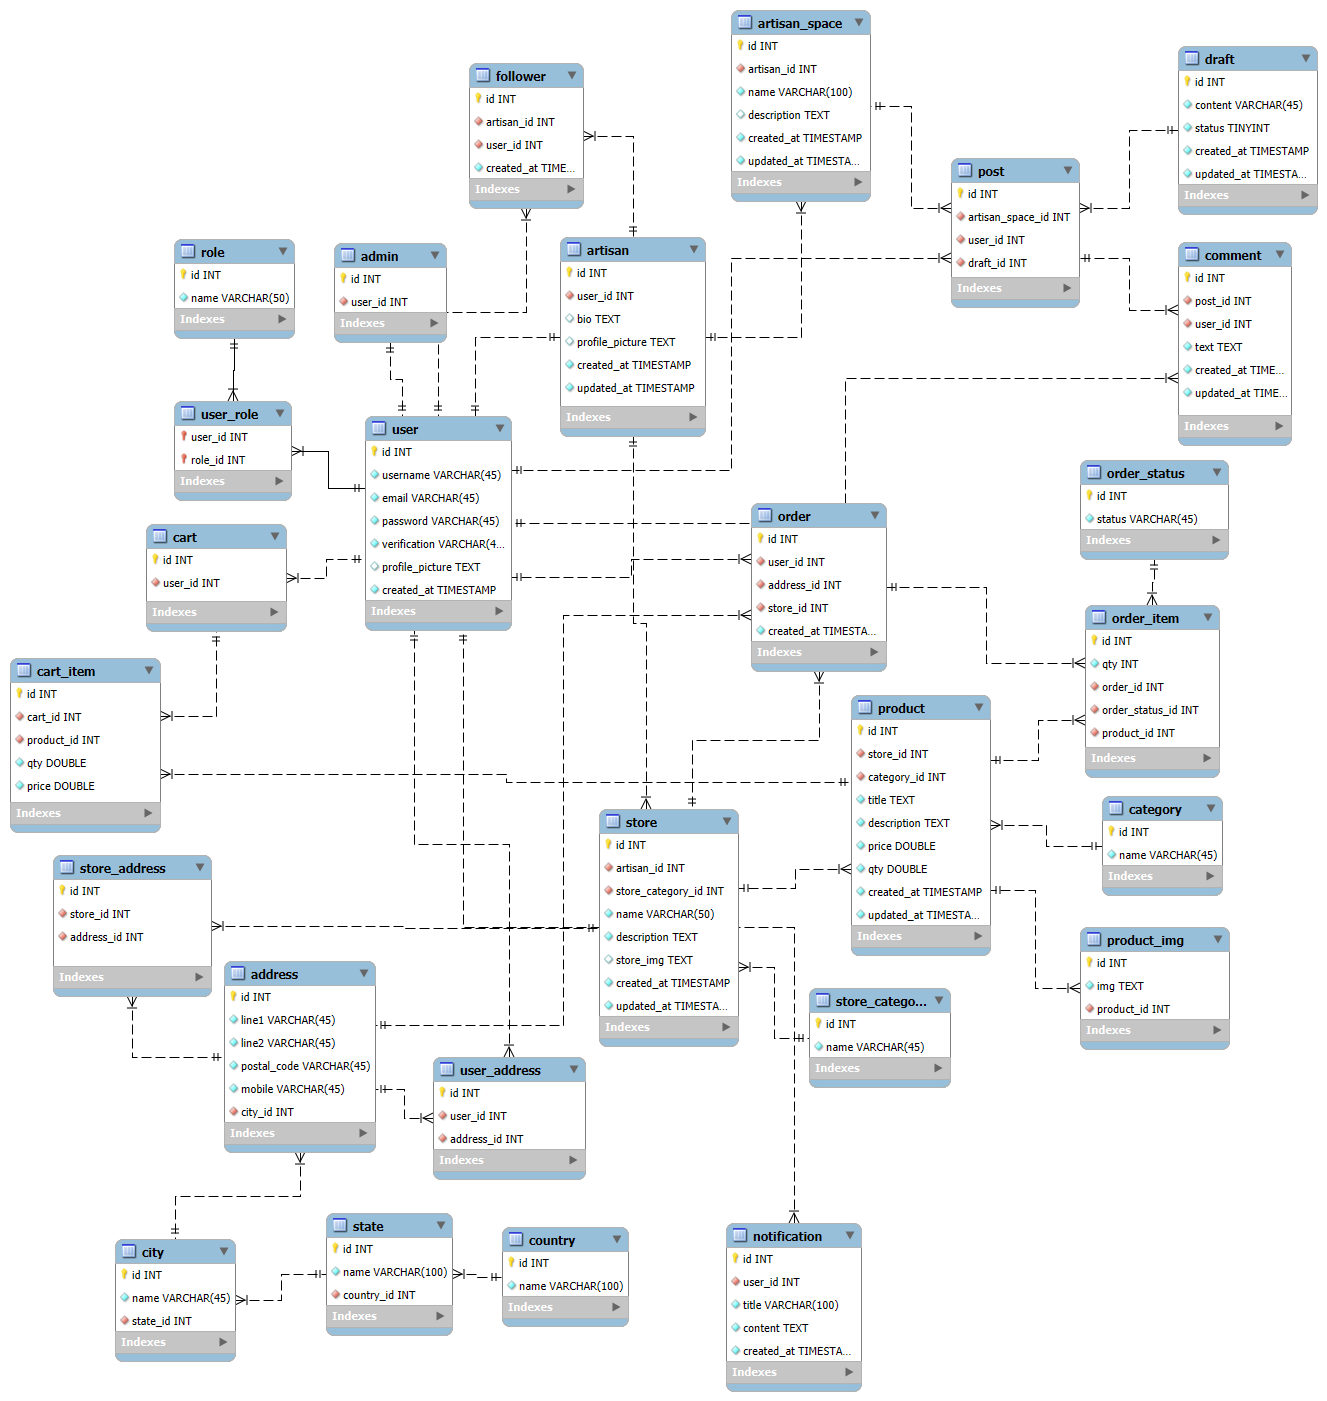 artisan_space
id INT
artisan_id INT
name VARCHAR(100)
description TEXT
created_at TIMESTAMP
updated_at TIMESTA...
Indexes
draft
id INT
content VARCHAR(45)
status TINYINT
created_at TIMESTAMP
updated_at TIMESTA...
Indexes
follower
id INT
artisan_id INT
user_id INT
created_at TIME...
Indexes
post
id INT
artisan_space_id INT
user_id INT
draft_id INT
Indexes
role
id INT
name VARCHAR(50)
Indexes
admin
id INT
user_id INT
Indexes
artisan
id INT
user_id INT
bio TEXT
profile_picture TEXT
created_at TIMESTAMP
updated_at TIMESTAMP
Indexes
comment
id INT
post_id INT
user_id INT
text TEXT
created_at TIME...
updated_at TIME...
Indexes
user_role
user_id INT
role_id INT
Indexes
user
id INT
username VARCHAR(45)
email VARCHAR(45)
password VARCHAR(45)
verification VARCHAR(4...
profile_picture TEXT
created_at TIMESTAMP
Indexes
order_status
id INT
status VARCHAR(45)
Indexes
cart
id INT
user_id INT
Indexes
order
id INT
user_id INT
address_id INT
store_id INT
created_at TIMESTA...
Indexes
order_item
id INT
qty INT
order_id INT
order_status_id INT
product_id INT
Indexes
cart_item
id INT
cart_id INT
product_id INT
qty DOUBLE
price DOUBLE
Indexes
product
id INT
store_id INT
category_id INT
title TEXT
description TEXT
price DOUBLE
qty DOUBLE
created_at TIMESTAMP
updated_at TIMESTA...
Indexes
category
id INT
name VARCHAR(45)
Indexes
store
id INT
artisan_id INT
store_category_id INT
name VARCHAR(50)
description TEXT
store_img TEXT
created_at TIMESTAMP
updated_at TIMESTA...
Indexes
store_address
id INT
store_id INT
address_id INT
Indexes
product_img
id INT
img TEXT
product_id INT
Indexes
address
id INT
line1 VARCHAR(45)
line2 VARCHAR(45)
postal_code VARCHAR(45)
mobile VARCHAR(45)
city_id INT
Indexes
store_catego...
id INT
name VARCHAR(45)
Indexes
user_address
id INT
user_id INT
address_id INT
Indexes
city
id INT
name VARCHAR(45)
state_id INT
Indexes
state
id INT
name VARCHAR(100)
country_id INT
Indexes
country
id INT
name VARCHAR(100)
Indexes
notification
id INT
user_id INT
title VARCHAR(100)
content TEXT
created_at TIMESTA...
Indexes